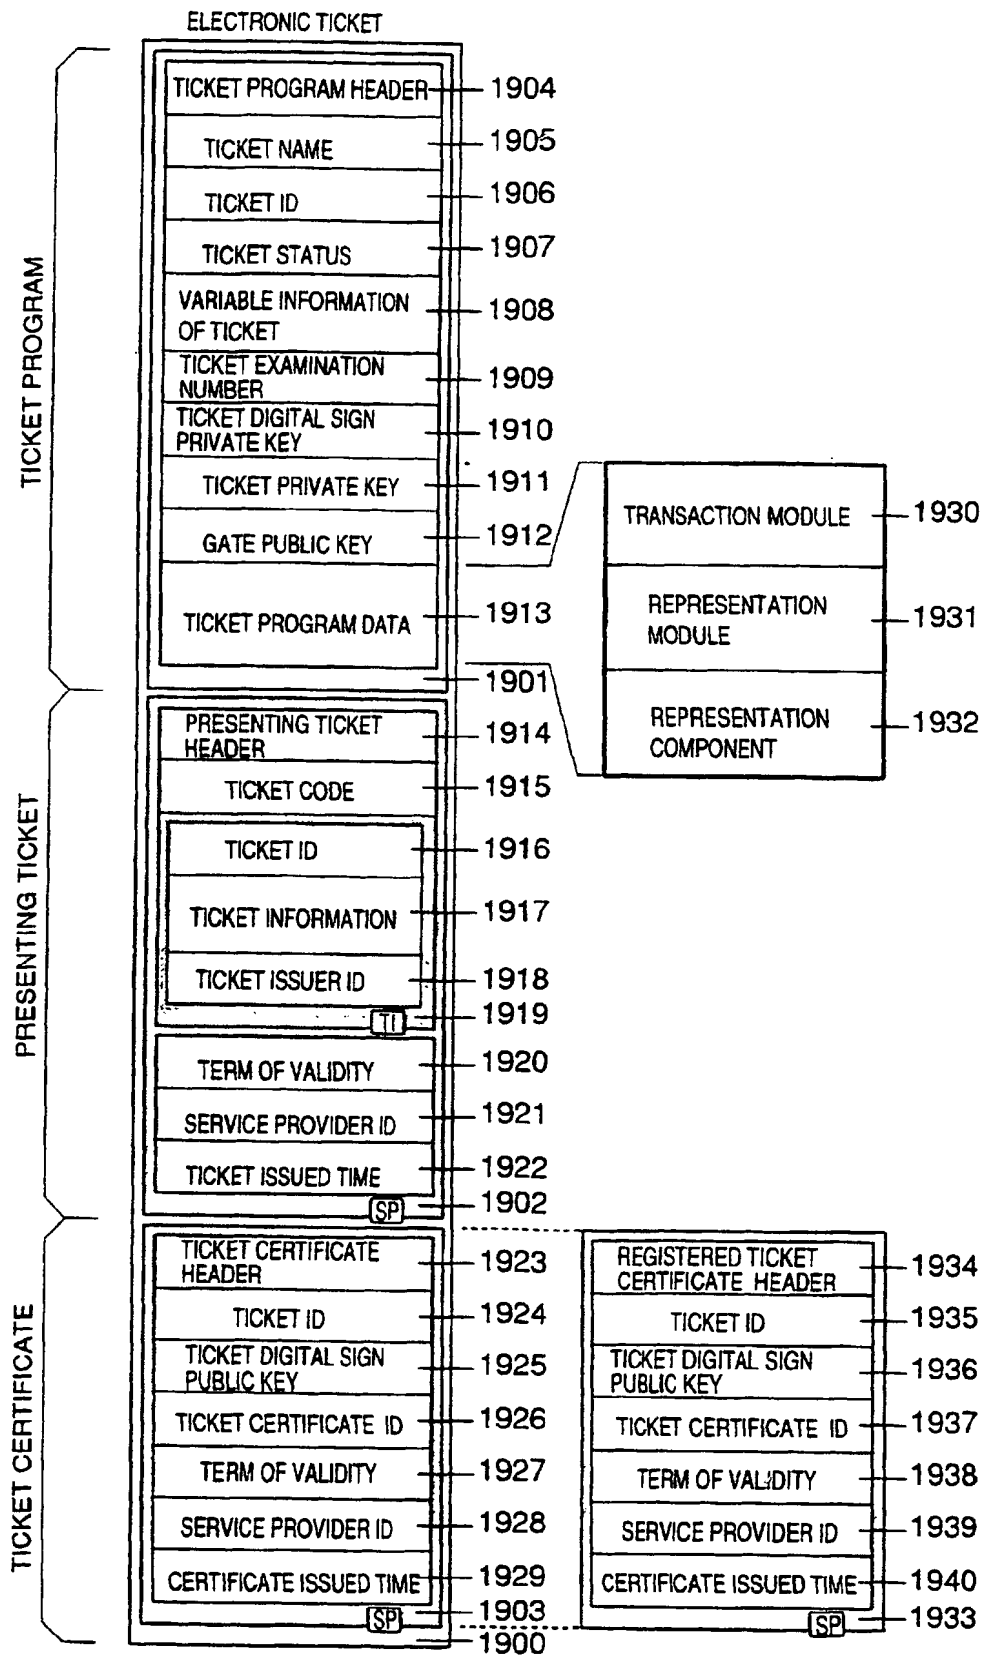 ELECTRONIC TICKET
TICKET PROGRAM
TICKET PROGRAM HEADER 1904
TICKET NAME 1905
TICKET ID 1906
TICKET STATUS 1907
VARIABLE INFORMATION
OF TICKET 1908
TICKET EXAMINATION
NUMBER 1909
TICKET DIGITAL SIGN
PRIVATE KEY 1910
TICKET PRIVATE KEY 1911
GATE PUBLIC KEY 1912
TICKET PROGRAM DATA 1913
1901
TRANSACTION MODULE 1930
REPRESENTATION
MODULE 1931
REPRESENTATION
COMPONENT 1932
PRESENTING TICKET
PRESENTING TICKET
HEADER 1914
TICKET CODE 1915
TICKET ID 1916
TICKET INFORMATION 1917
TICKET ISSUER ID 1918
TI 1919
TERM OF VALIDITY 1920
SERVICE PROVIDER ID 1921
TICKET ISSUED TIME 1922
SP 1902
TICKET CERTIFICATE
TICKET CERTIFICATE
HEADER 1923
TICKET ID 1924
TICKET DIGITAL SIGN
PUBLIC KEY 1925
TICKET CERTIFICATE ID 1926
TERM OF VALIDITY 1927
SERVICE PROVIDER ID 1928
CERTIFICATE ISSUED TIME 1929
SP 1903
1900
REGISTERED TICKET
CERTIFICATE HEADER 1934
TICKET ID 1935
TICKET DIGITAL SIGN
PUBLIC KEY 1936
TICKET CERTIFICATE ID 1937
TERM OF VALIDITY 1938
SERVICE PROVIDER ID 1939
CERTIFICATE ISSUED TIME 1940
SP 1933